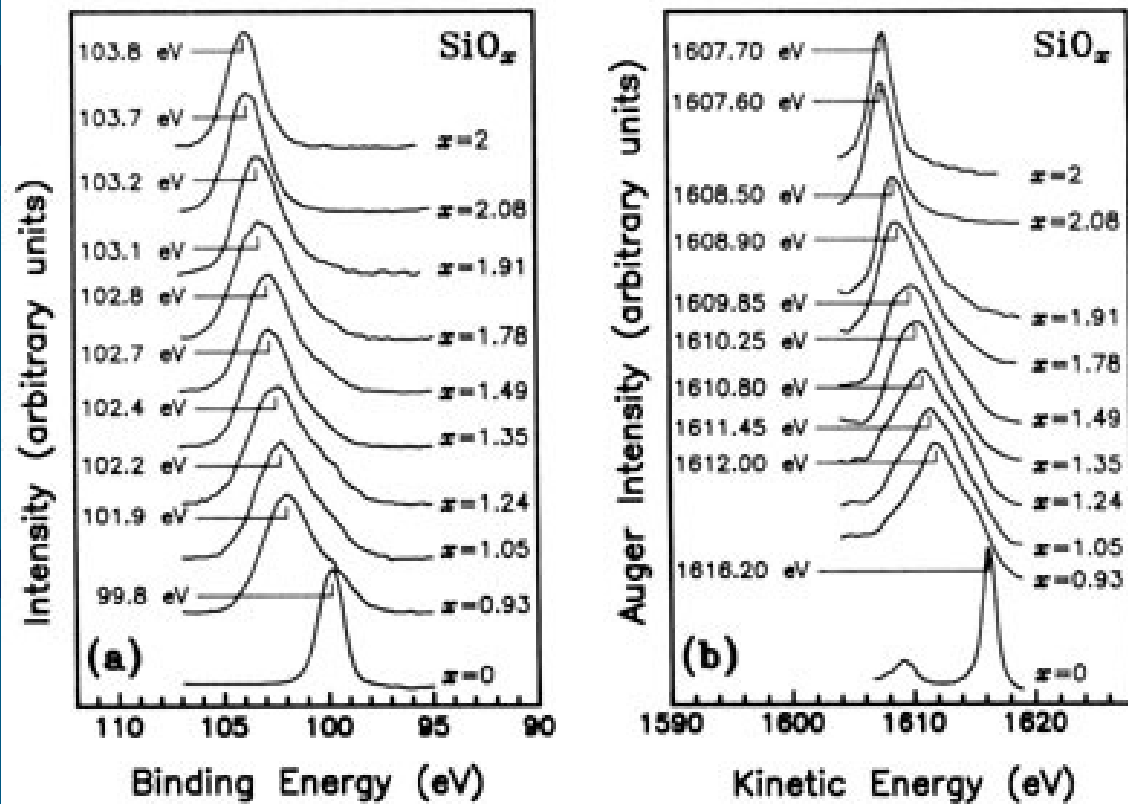 Intensity (arbitrary units)
SiOx
103.8 eV
103.7 eV
103.2 eV
103.1 eV
102.8 eV
102.7 eV
102.4 eV
102.2 eV
101.9 eV
99.8 eV
x=2
x=2.08
x=1.91
x=1.78
x=1.49
x=1.35
x=1.24
x=1.05
x=0.93
x=0
(a)
110 105 100 95 90
Binding Energy (eV)
Auger Intensity (arbitrary units)
SiOx
1607.70 eV
1607.60 eV
1608.50 eV
1608.90 eV
1609.85 eV
1610.25 eV
1610.80 eV
1611.45 eV
1612.00 eV
1616.20 eV
x=2
x=2.08
x=1.91
x=1.78
x=1.49
x=1.35
x=1.24
x=1.05
x=0.93
x=0
(b)
1590 1600 1610 1620
Kinetic Energy (eV)